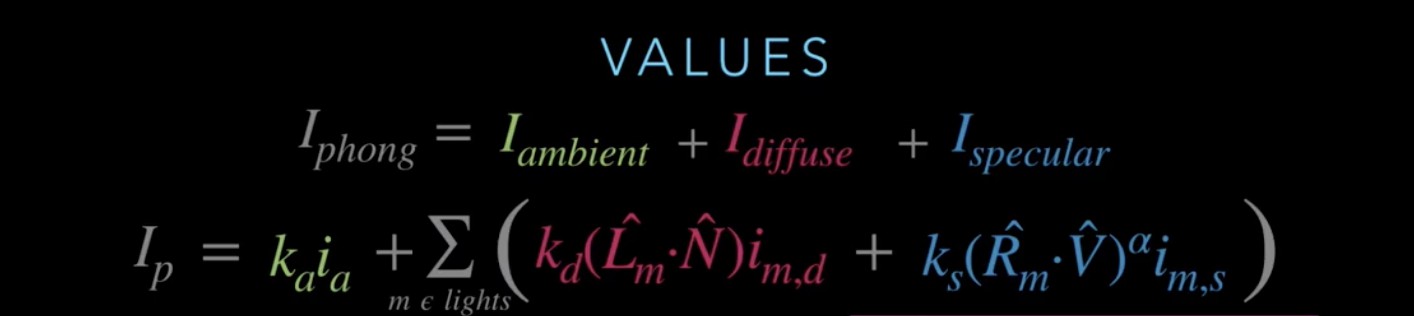 VALUES
I_phong = I_ambient + I_diffuse + I_specular
I_p = k_a i_a + Σ_{m ϵ lights} ( k_d(L̂_m·N̂)i_{m,d} + k_s(R̂_m·V̂)^α i_{m,s} )